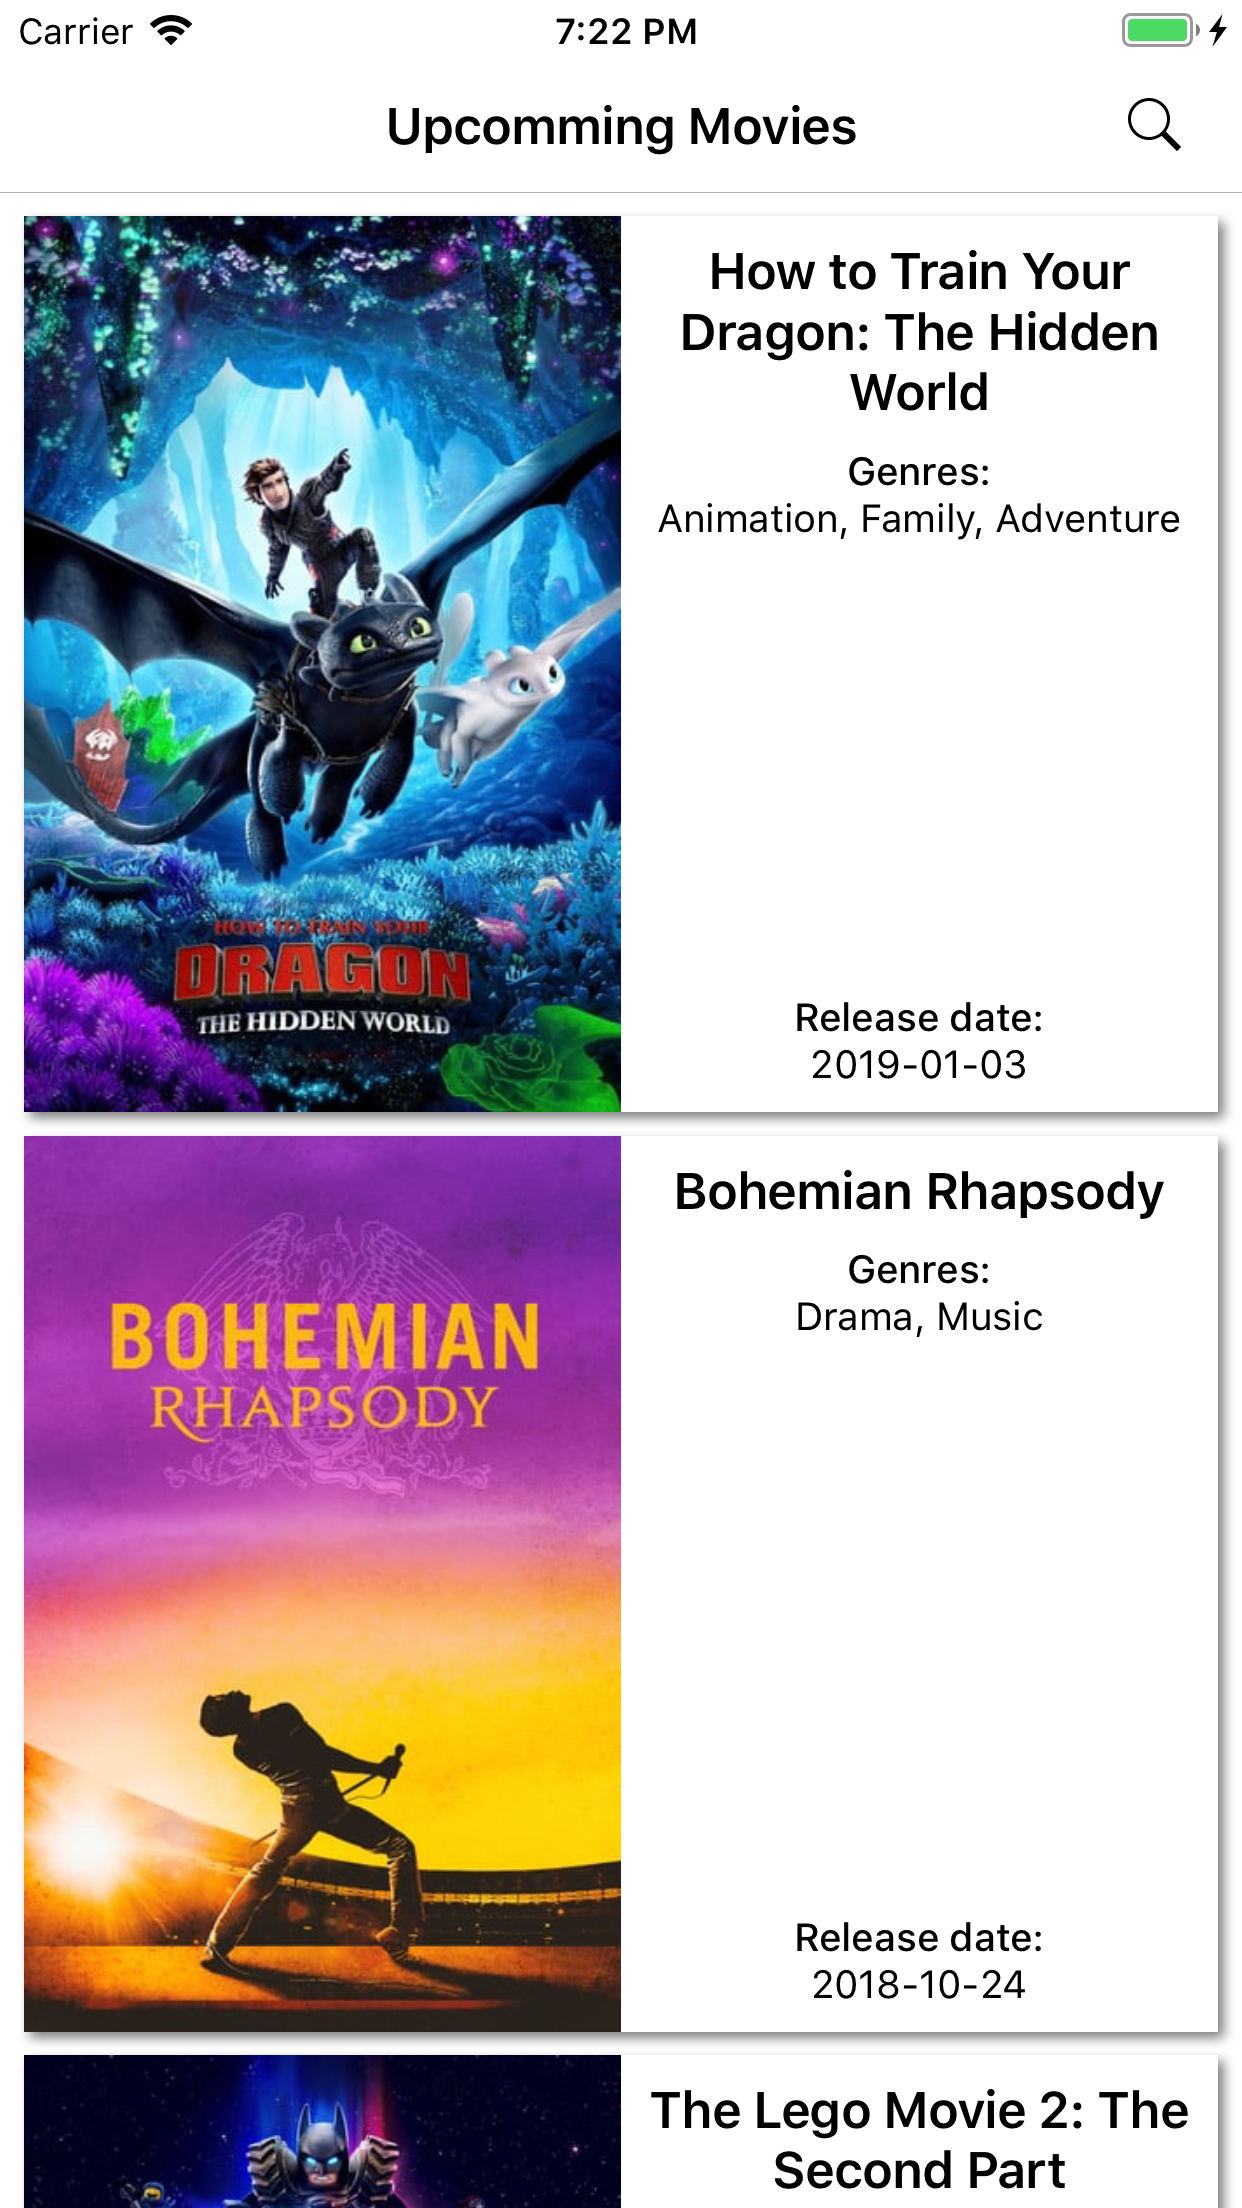 Carrier
7:22 PM
Upcomming Movies
HOW TO TRAIN YOUR
DRAGON
THE HIDDEN WORLD
How to Train Your
Dragon: The Hidden
World
Genres:
Animation, Family, Adventure
Release date:
2019-01-03
BOHEMIAN
RHAPSODY
Bohemian Rhapsody
Genres:
Drama, Music
Release date:
2018-10-24
The Lego Movie 2: The
Second Part